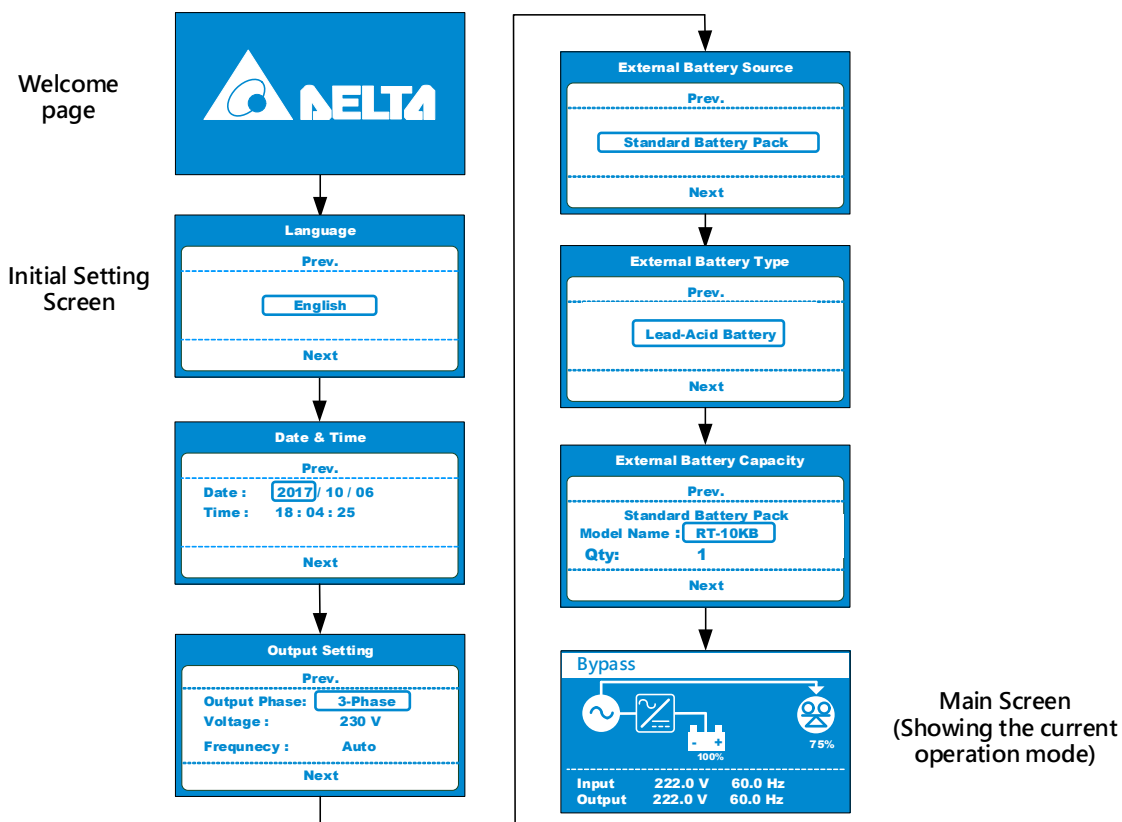 Welcome
page
DELTA
Initial Setting
Screen
Language
Prev.
English
Next
Date & Time
Prev.
Date : 2017 / 10 / 06
Time : 18 : 04 : 25
Next
Output Setting
Prev.
Output Phase: 3-Phase
Voltage : 230 V
Frequnecy : Auto
Next
External Battery Source
Prev.
Standard Battery Pack
Next
External Battery Type
Prev.
Lead-Acid Battery
Next
External Battery Capacity
Prev.
Standard Battery Pack
Model Name : RT-10KB
Qty: 1
Next
Bypass
- +
100%
75%
Input 222.0 V 60.0 Hz
Output 222.0 V 60.0 Hz
Main Screen
(Showing the current
operation mode)